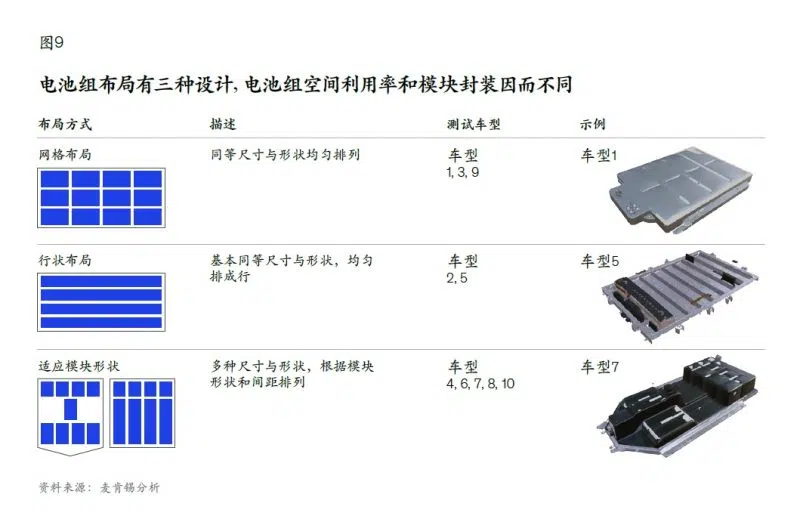 图9
电池组布局有三种设计, 电池组空间利用率和模块封装因而不同
布局方式 描述 测试车型 示例
网格布局 同等尺寸与形状均匀排列 车型 车型1
1, 3, 9
行状布局 基本同等尺寸与形状，均匀 车型 车型5
排成行 2, 5
适应模块形状 多种尺寸与形状，根据模块 车型 车型7
形状和间距排列 4, 6, 7, 8, 10
资料来源：麦肯锡分析